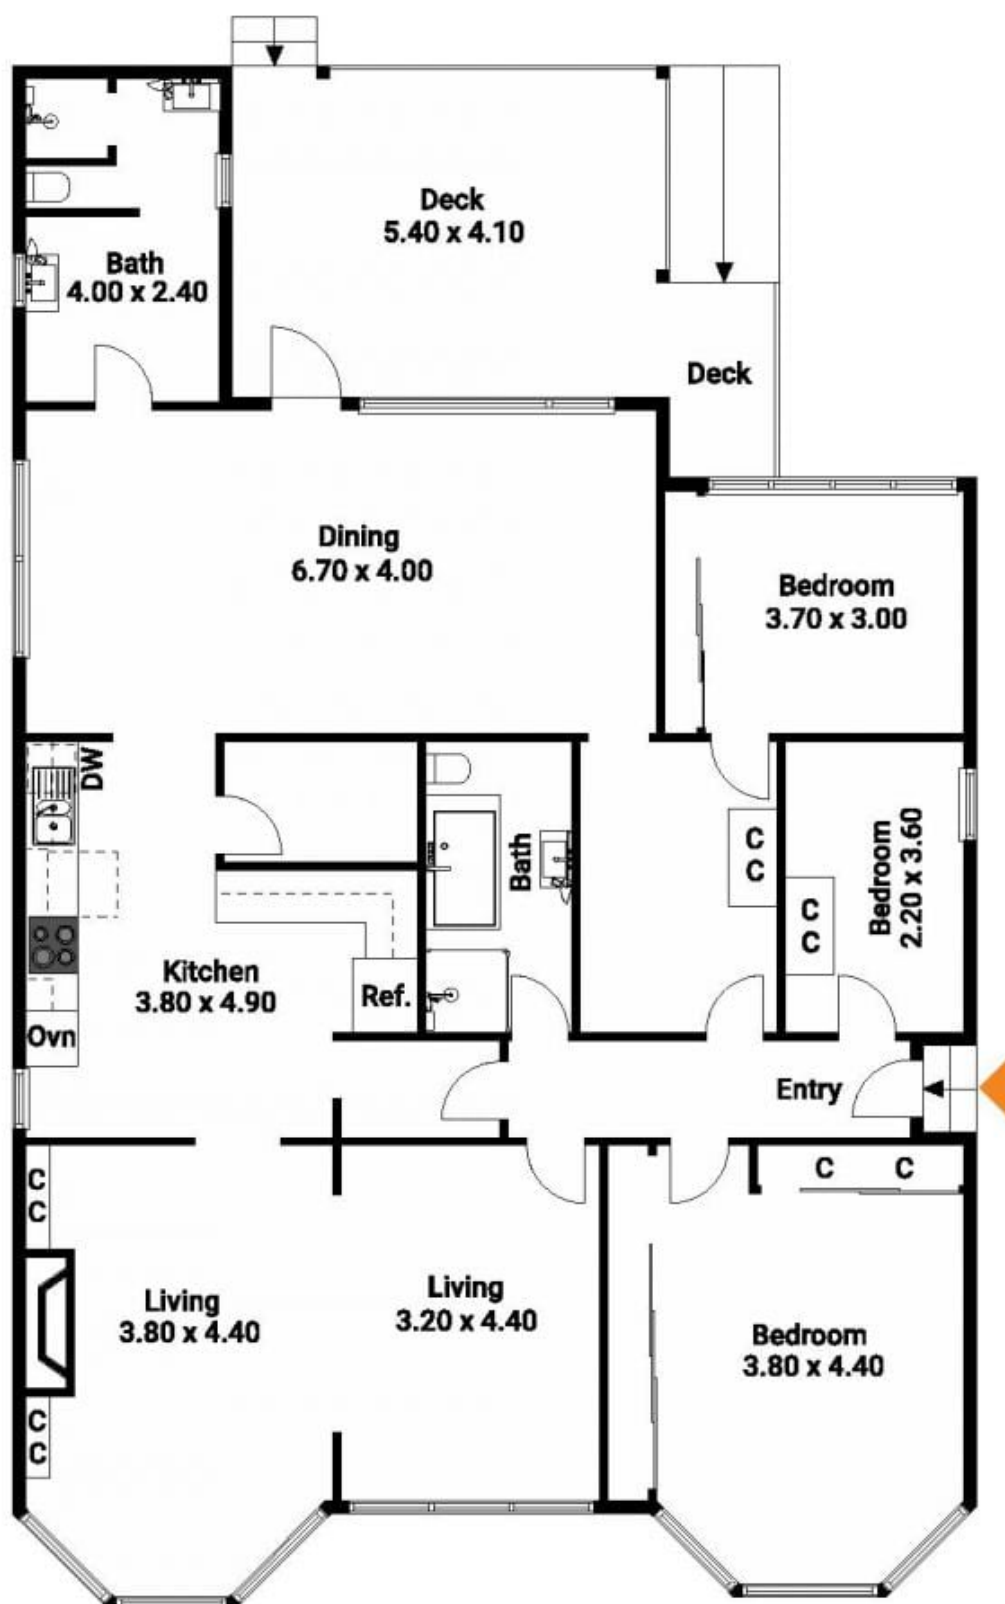 Deck
5.40 x 4.10
Bath
4.00 x 2.40
Deck
Dining
6.70 x 4.00
Bedroom
3.70 x 3.00
DW
Bath
C
C
Bedroom
2.20 x 3.60
C
C
Kitchen
3.80 x 4.90
Ref.
Ovn
Entry
C
C
C C
Living
3.80 x 4.40
Living
3.20 x 4.40
Bedroom
3.80 x 4.40
C
C